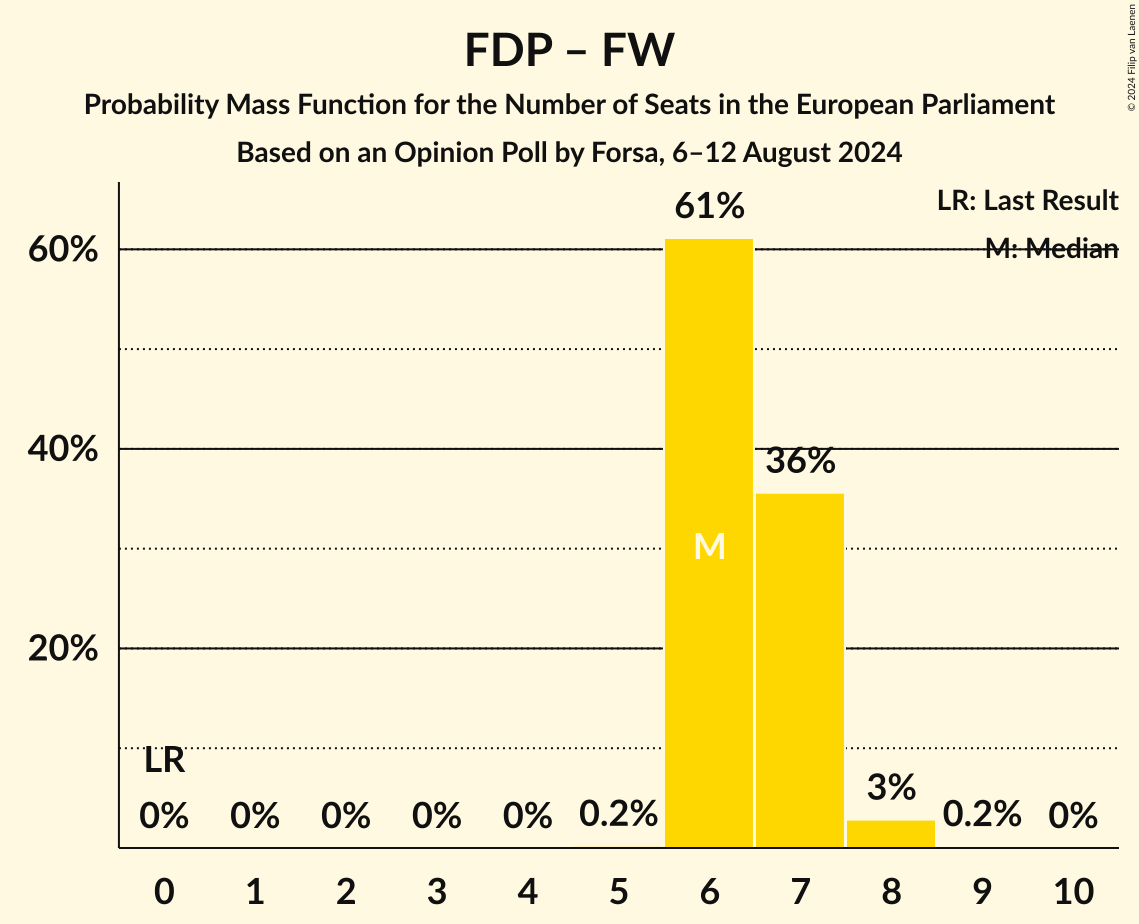 FDP – FW
Probability Mass Function for the Number of Seats in the European Parliament
Based on an Opinion Poll by Forsa, 6–12 August 2024
© 2024 Filip van Laenen
LR: Last Result
M: Median
61%
60%
40%
36%
M
20%
LR
3%
0% 0% 0% 0% 0% 0.2% 0.2% 0%
0 1 2 3 4 5 6 7 8 9 10